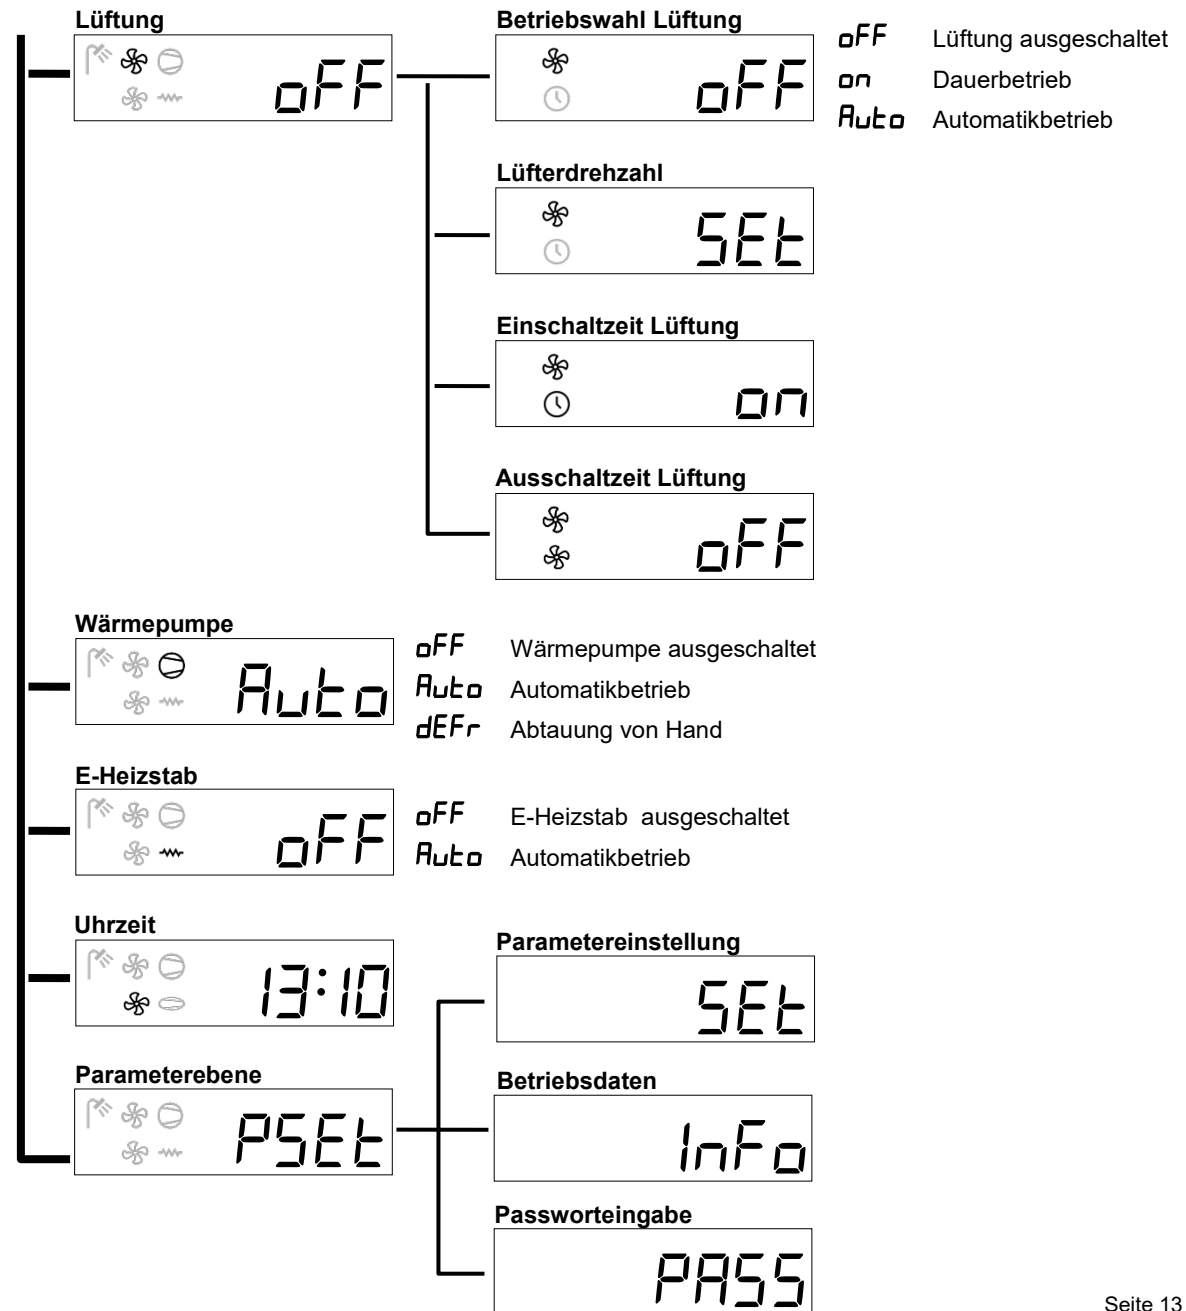 Lüftung
oFF
Betriebswahl Lüftung
oFF
oFF Lüftung ausgeschaltet
on Dauerbetrieb
Auto Automatikbetrieb
Lüfterdrehzahl
SEt
Einschaltzeit Lüftung
on
Ausschaltzeit Lüftung
oFF
Wärmepumpe
Auto
oFF Wärmepumpe ausgeschaltet
Auto Automatikbetrieb
dEFr Abtauung von Hand
E-Heizstab
oFF
oFF E-Heizstab ausgeschaltet
Auto Automatikbetrieb
Uhrzeit
13:10
Parameterebene
PSEt
Parametereinstellung
SEt
Betriebsdaten
InFo
Passworteingabe
PASS
Seite 13